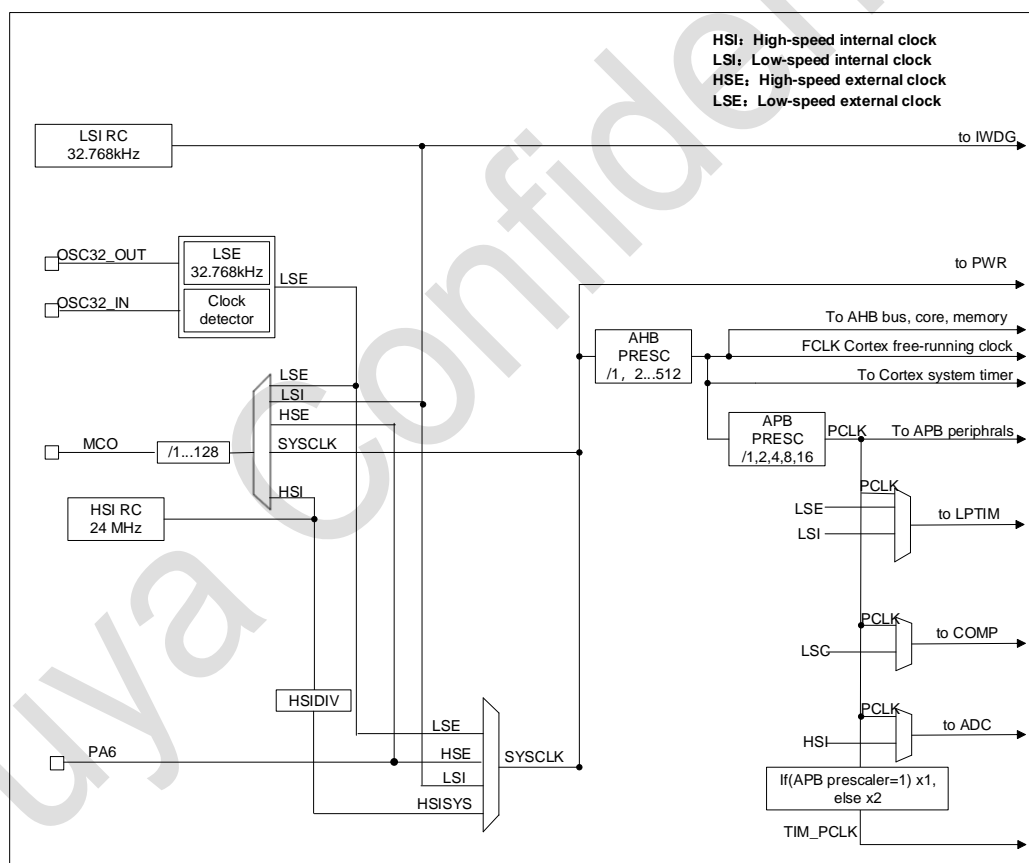 HSI：High-speed internal clock
LSI：Low-speed internal clock
HSE：High-speed external clock
LSE：Low-speed external clock
LSI RC
32.768kHz
to IWDG
OSC32_OUT
OSC32_IN
LSE
32.768kHz
Clock
detector
LSE
to PWR
To AHB bus, core, memory
AHB
PRESC
/1，2...512
FCLK Cortex free-running clock
To Cortex system timer
LSE
LSI
HSE
SYSCLK
HSI
MCO
/1...128
APB
PRESC
/1,2,4,8,16
PCLK
To APB periphrals
HSI RC
24 MHz
PCLK
LSE
LSI
to LPTIM
PCLK
LSC
to COMP
HSIDIV
PCLK
HSI
to ADC
PA6
LSE
HSE
LSI
HSISYS
SYSCLK
If(APB prescaler=1) x1,
else x2
TIM_PCLK
uya Confiden